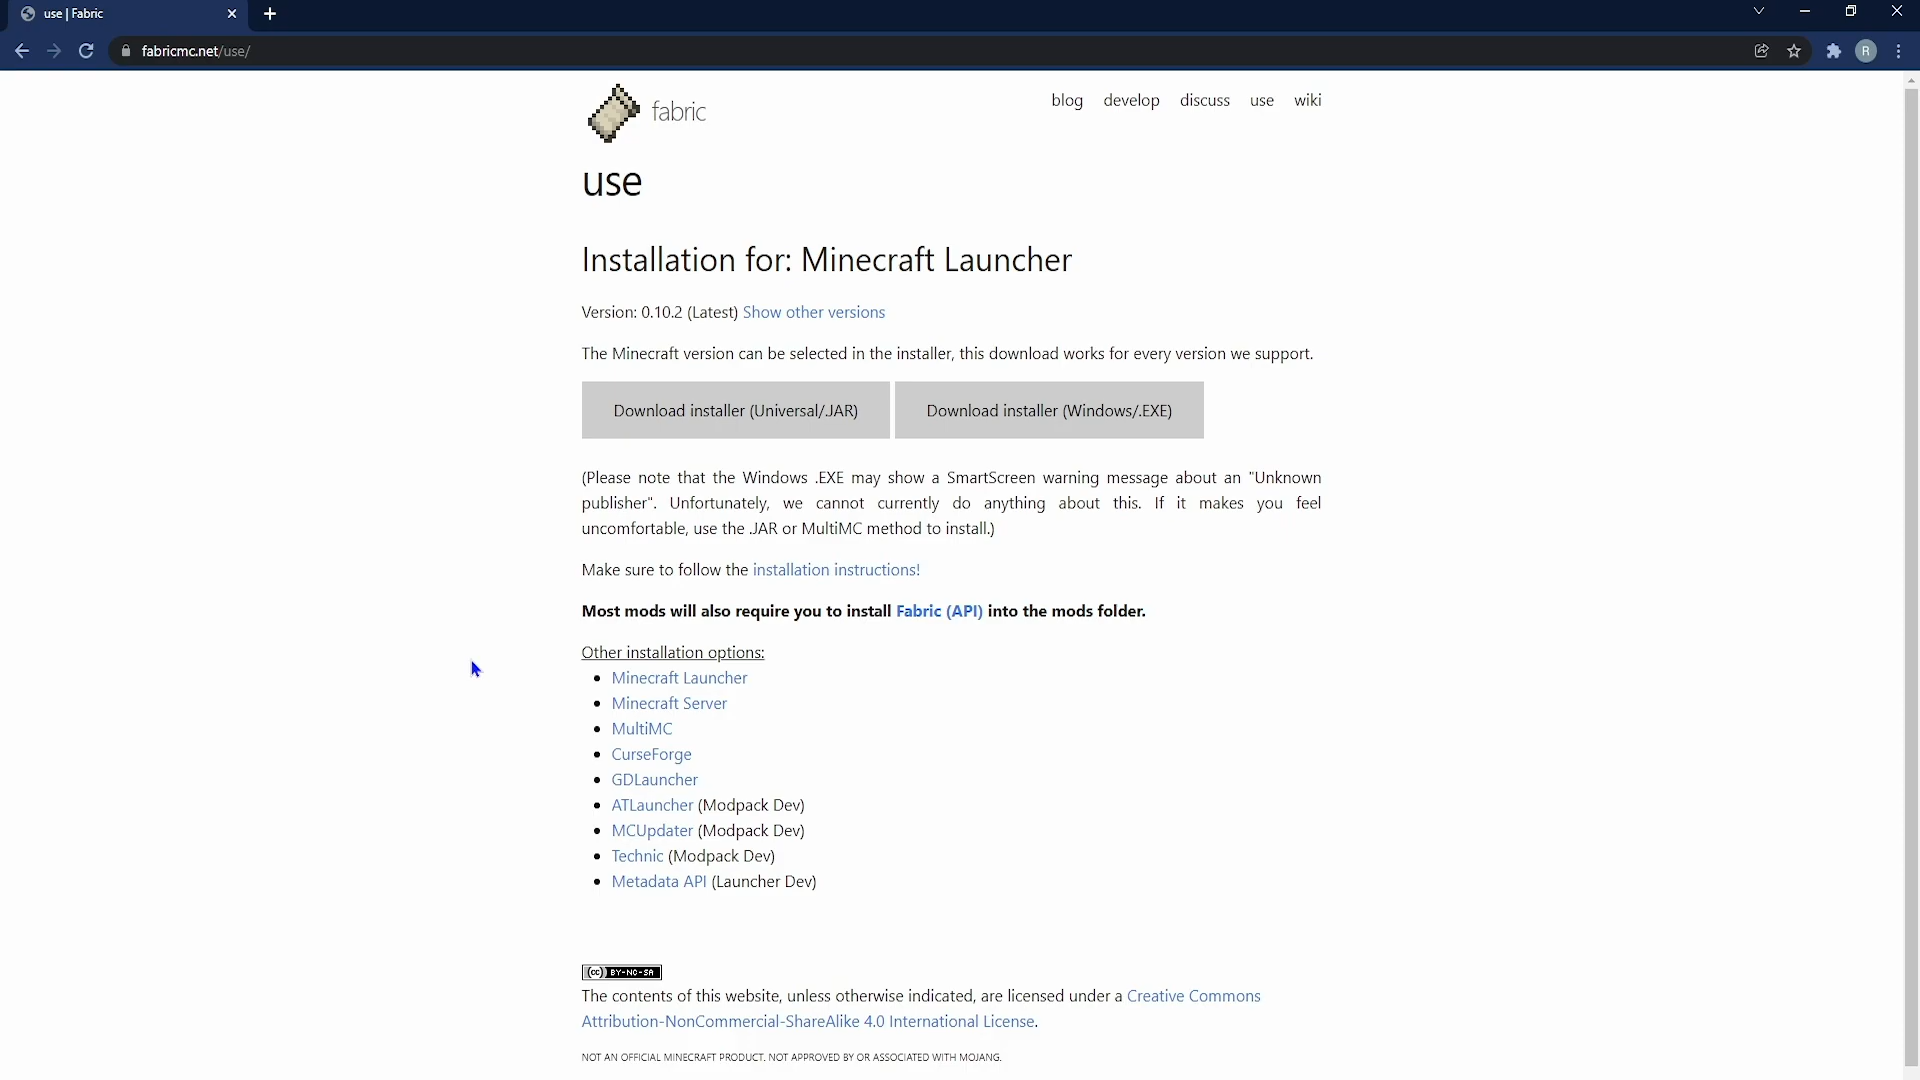 use | Fabric
fabricmc.net/use/
R
fabric
blog develop discuss use wiki
use
Installation for: Minecraft Launcher
Version: 0.10.2 (Latest) Show other versions
The Minecraft version can be selected in the installer, this download works for every version we support.
Download installer (Universal/.JAR) Download installer (Windows/.EXE)
(Please note that the Windows .EXE may show a SmartScreen warning message about an "Unknown
publisher". Unfortunately, we cannot currently do anything about this. If it makes you feel
uncomfortable, use the .JAR or MultiMC method to install.)
Make sure to follow the installation instructions!
Most mods will also require you to install Fabric (API) into the mods folder.
Other installation options:
Minecraft Launcher
Minecraft Server
MultiMC
CurseForge
GDLauncher
ATLauncher (Modpack Dev)
MCUpdater (Modpack Dev)
Technic (Modpack Dev)
Metadata API (Launcher Dev)
(cc) BY-NC-SA
The contents of this website, unless otherwise indicated, are licensed under a Creative Commons
Attribution-NonCommercial-ShareAlike 4.0 International License.
NOT AN OFFICIAL MINECRAFT PRODUCT. NOT APPROVED BY OR ASSOCIATED WITH MOJANG.